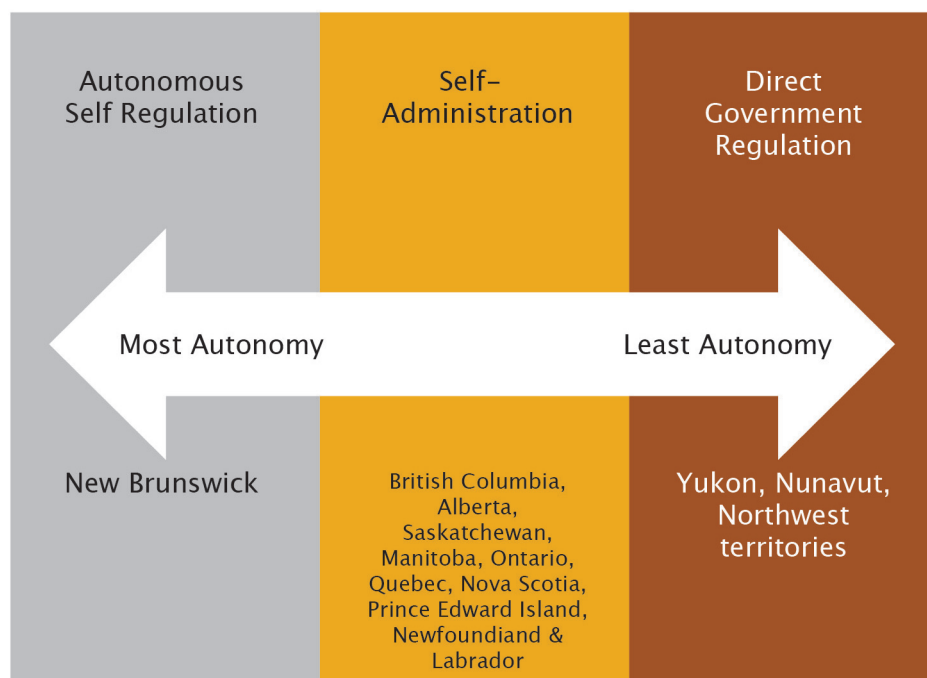 Autonomous
Self Regulation
Self-
Administration
Direct
Government
Regulation
Most Autonomy
Least Autonomy
New Brunswick
British Columbia,
Alberta,
Saskatchewan,
Manitoba, Ontario,
Quebec, Nova Scotia,
Prince Edward Island,
Newfoundiand &
Labrador
Yukon, Nunavut,
Northwest
territories